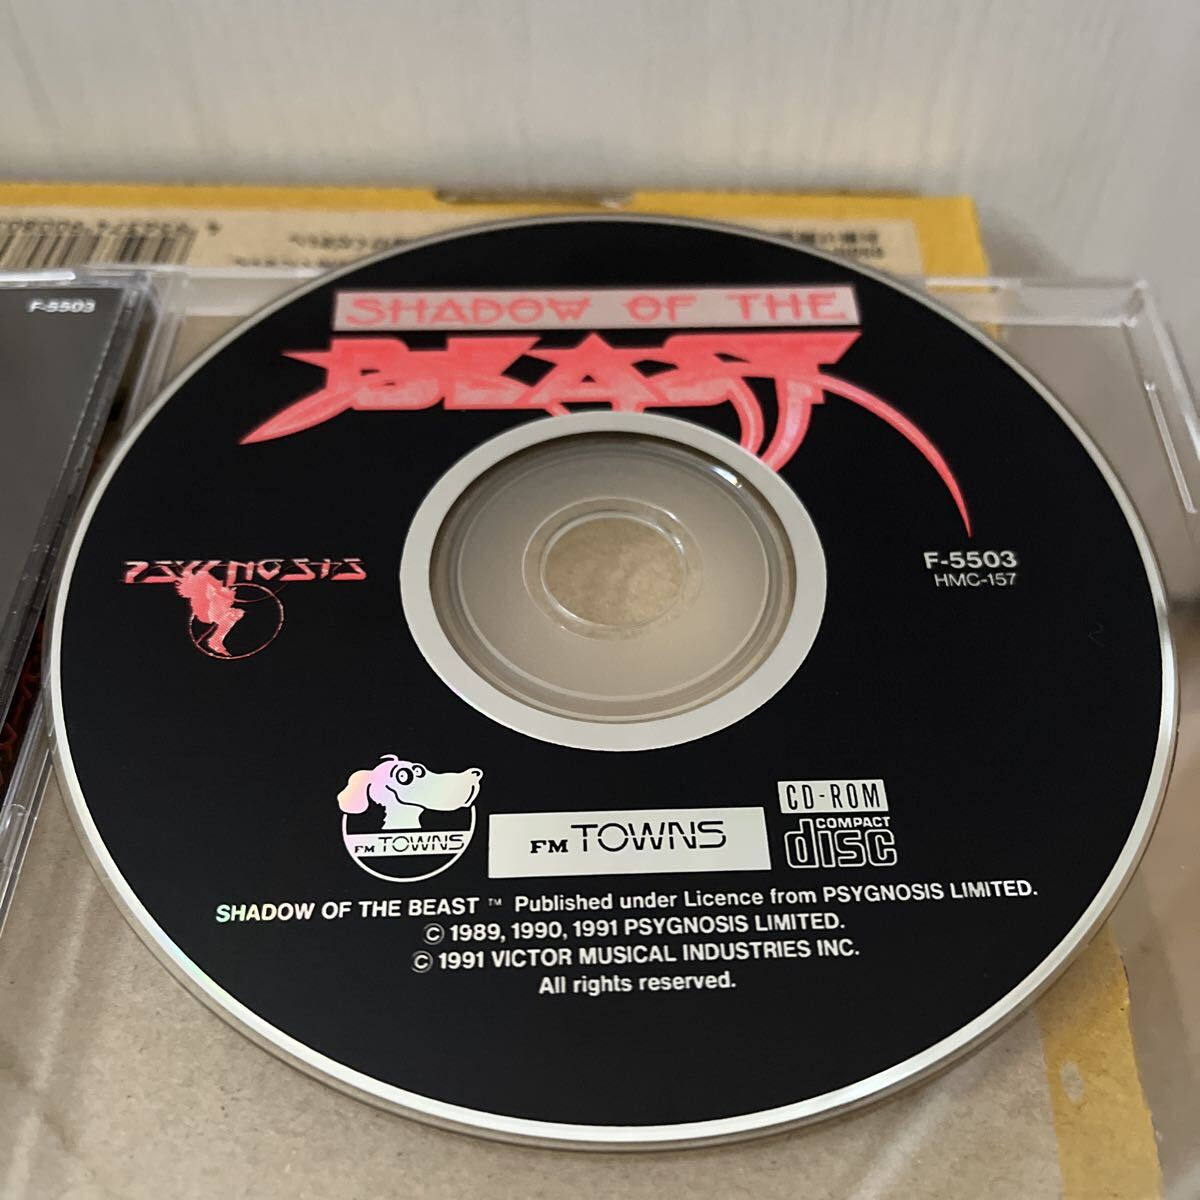 F-5503
SHADOW OF THE
BEAST
PSYGNOSIS
F-5503
HMC-157
FM TOWNS
FM TOWNS
CD-ROM
COMPACT
disc
SHADOW OF THE BEAST ™ Published under Licence from PSYGNOSIS LIMITED.
© 1989, 1990, 1991 PSYGNOSIS LIMITED.
© 1991 VICTOR MUSICAL INDUSTRIES INC.
All rights reserved.